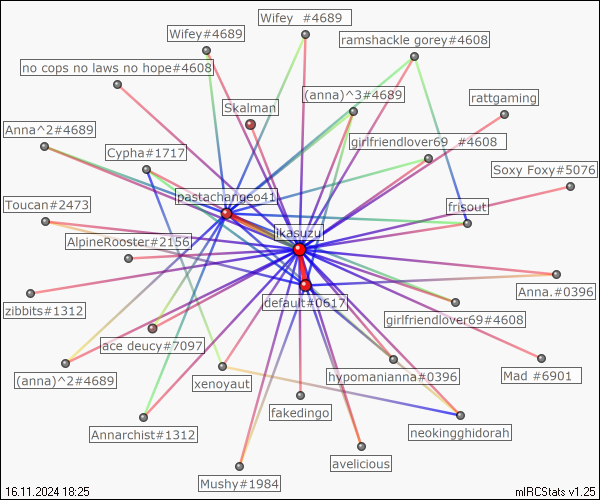 Wifey  #4689
Wifey#4689
ramshackle gorey#4608
no cops no laws no hope#4608
(anna)^3#4689
rattgaming
Skalman
Anna^2#4689
girlfriendlover69  #4608
Cypha#1717
Soxy Foxy#5076
pastachangeo41
Toucan#2473
frisout
ikasuzu
AlpineRooster#2156
Anna.#0396
zibbits#1312
default#0617
girlfriendlover69#4608
ace deucy#7097
(anna)^2#4689
xenoyaut
hypomanianna#0396
Mad #6901
fakedingo
Annarchist#1312
neokingghidorah
avelicious
Mushy#1984
16.11.2024 18:25
mIRCStats v1.25